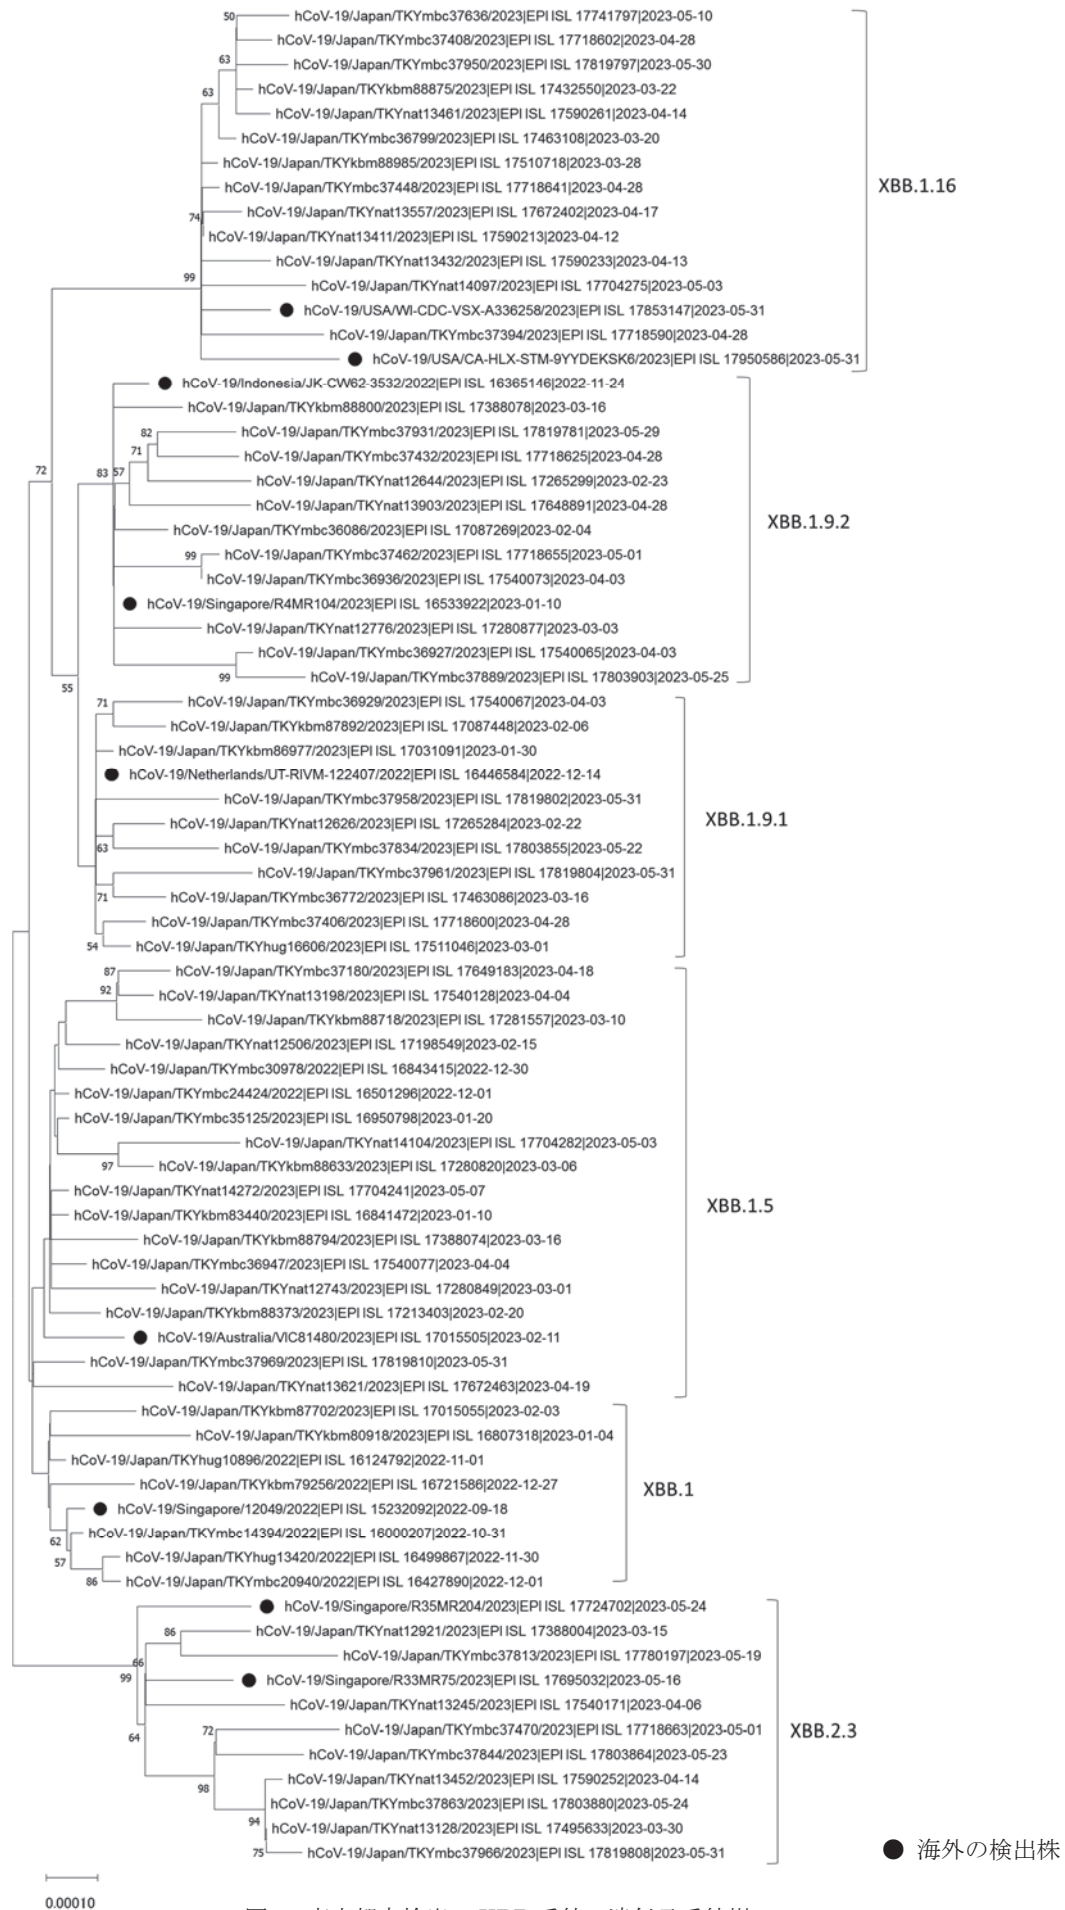 50
hCoV-19/Japan/TKYmbc37636/2023|EPI ISL 17741797|2023-05-10
hCoV-19/Japan/TKYmbc37408/2023|EPI ISL 17718602|2023-04-28
63
hCoV-19/Japan/TKYmbc37950/2023|EPI ISL 17819797|2023-05-30
hCoV-19/Japan/TKYkbm88875/2023|EPI ISL 17432550|2023-03-22
63
hCoV-19/Japan/TKYnat13461/2023|EPI ISL 17590261|2023-04-14
hCoV-19/Japan/TKYmbc36799/2023|EPI ISL 17463108|2023-03-20
hCoV-19/Japan/TKYkbm88985/2023|EPI ISL 17510718|2023-03-28
XBB.1.16
hCoV-19/Japan/TKYmbc37448/2023|EPI ISL 17718641|2023-04-28
hCoV-19/Japan/TKYnat13557/2023|EPI ISL 17672402|2023-04-17
74
hCoV-19/Japan/TKYnat13411/2023|EPI ISL 17590213|2023-04-12
hCoV-19/Japan/TKYnat13432/2023|EPI ISL 17590233|2023-04-13
99
hCoV-19/Japan/TKYnat14097/2023|EPI ISL 17704275|2023-05-03
hCoV-19/USA/WI-CDC-VSX-A336258/2023|EPI ISL 17853147|2023-05-31
hCoV-19/Japan/TKYmbc37394/2023|EPI ISL 17718590|2023-04-28
hCoV-19/USA/CA-HLX-STM-9YYDEKSK6/2023|EPI ISL 17950586|2023-05-31
hCoV-19/Indonesia/JK-CW62-3532/2022|EPI ISL 16365146|2022-11-24
hCoV-19/Japan/TKYkbm88800/2023|EPI ISL 17388078|2023-03-16
82
hCoV-19/Japan/TKYmbc37931/2023|EPI ISL 17819781|2023-05-29
71
hCoV-19/Japan/TKYmbc37432/2023|EPI ISL 17718625|2023-04-28
72
83
57
hCoV-19/Japan/TKYnat12644/2023|EPI ISL 17265299|2023-02-23
hCoV-19/Japan/TKYnat13903/2023|EPI ISL 17648891|2023-04-28
XBB.1.9.2
hCoV-19/Japan/TKYmbc36086/2023|EPI ISL 17087269|2023-02-04
99
hCoV-19/Japan/TKYmbc37462/2023|EPI ISL 17718655|2023-05-01
hCoV-19/Japan/TKYmbc36936/2023|EPI ISL 17540073|2023-04-03
hCoV-19/Singapore/R4MR104/2023|EPI ISL 16533922|2023-01-10
hCoV-19/Japan/TKYnat12776/2023|EPI ISL 17280877|2023-03-03
hCoV-19/Japan/TKYmbc36927/2023|EPI ISL 17540065|2023-04-03
99
hCoV-19/Japan/TKYmbc37889/2023|EPI ISL 17803903|2023-05-25
55
71
hCoV-19/Japan/TKYmbc36929/2023|EPI ISL 17540067|2023-04-03
hCoV-19/Japan/TKYkbm87892/2023|EPI ISL 17087448|2023-02-06
hCoV-19/Japan/TKYkbm86977/2023|EPI ISL 17031091|2023-01-30
hCoV-19/Netherlands/UT-RIVM-122407/2022|EPI ISL 16446584|2022-12-14
hCoV-19/Japan/TKYmbc37958/2023|EPI ISL 17819802|2023-05-31
XBB.1.9.1
hCoV-19/Japan/TKYnat12626/2023|EPI ISL 17265284|2023-02-22
63
hCoV-19/Japan/TKYmbc37834/2023|EPI ISL 17803855|2023-05-22
hCoV-19/Japan/TKYmbc37961/2023|EPI ISL 17819804|2023-05-31
71
hCoV-19/Japan/TKYmbc36772/2023|EPI ISL 17463086|2023-03-16
hCoV-19/Japan/TKYmbc37406/2023|EPI ISL 17718600|2023-04-28
54
hCoV-19/Japan/TKYhug16606/2023|EPI ISL 17511046|2023-03-01
87
hCoV-19/Japan/TKYmbc37180/2023|EPI ISL 17649183|2023-04-18
92
hCoV-19/Japan/TKYnat13198/2023|EPI ISL 17540128|2023-04-04
hCoV-19/Japan/TKYkbm88718/2023|EPI ISL 17281557|2023-03-10
hCoV-19/Japan/TKYnat12506/2023|EPI ISL 17198549|2023-02-15
hCoV-19/Japan/TKYmbc30978/2022|EPI ISL 16843415|2022-12-30
hCoV-19/Japan/TKYmbc24424/2022|EPI ISL 16501296|2022-12-01
hCoV-19/Japan/TKYmbc35125/2023|EPI ISL 16950798|2023-01-20
hCoV-19/Japan/TKYnat14104/2023|EPI ISL 17704282|2023-05-03
97
hCoV-19/Japan/TKYkbm88633/2023|EPI ISL 17280820|2023-03-06
hCoV-19/Japan/TKYnat14272/2023|EPI ISL 17704241|2023-05-07
XBB.1.5
hCoV-19/Japan/TKYkbm83440/2023|EPI ISL 16841472|2023-01-10
hCoV-19/Japan/TKYkbm88794/2023|EPI ISL 17388074|2023-03-16
hCoV-19/Japan/TKYmbc36947/2023|EPI ISL 17540077|2023-04-04
hCoV-19/Japan/TKYnat12743/2023|EPI ISL 17280849|2023-03-01
hCoV-19/Japan/TKYkbm88373/2023|EPI ISL 17213403|2023-02-20
hCoV-19/Australia/VIC81480/2023|EPI ISL 17015505|2023-02-11
hCoV-19/Japan/TKYmbc37969/2023|EPI ISL 17819810|2023-05-31
hCoV-19/Japan/TKYnat13621/2023|EPI ISL 17672463|2023-04-19
hCoV-19/Japan/TKYkbm87702/2023|EPI ISL 17015055|2023-02-03
hCoV-19/Japan/TKYkbm80918/2023|EPI ISL 16807318|2023-01-04
hCoV-19/Japan/TKYhug10896/2022|EPI ISL 16124792|2022-11-01
hCoV-19/Japan/TKYkbm79256/2022|EPI ISL 16721586|2022-12-27
XBB.1
hCoV-19/Singapore/12049/2022|EPI ISL 15232092|2022-09-18
hCoV-19/Japan/TKYmbc14394/2022|EPI ISL 16000207|2022-10-31
62
hCoV-19/Japan/TKYhug13420/2022|EPI ISL 16499867|2022-11-30
57
86
hCoV-19/Japan/TKYmbc20940/2022|EPI ISL 16427890|2022-12-01
hCoV-19/Singapore/R35MR204/2023|EPI ISL 17724702|2023-05-24
86
hCoV-19/Japan/TKYnat12921/2023|EPI ISL 17388004|2023-03-15
hCoV-19/Japan/TKYmbc37813/2023|EPI ISL 17780197|2023-05-19
66
99
hCoV-19/Singapore/R33MR75/2023|EPI ISL 17695032|2023-05-16
hCoV-19/Japan/TKYnat13245/2023|EPI ISL 17540171|2023-04-06
72
hCoV-19/Japan/TKYmbc37470/2023|EPI ISL 17718663|2023-05-01
XBB.2.3
64
hCoV-19/Japan/TKYmbc37844/2023|EPI ISL 17803864|2023-05-23
hCoV-19/Japan/TKYnat13452/2023|EPI ISL 17590252|2023-04-14
98
hCoV-19/Japan/TKYmbc37863/2023|EPI ISL 17803880|2023-05-24
94
hCoV-19/Japan/TKYnat13128/2023|EPI ISL 17495633|2023-03-30
75
hCoV-19/Japan/TKYmbc37966/2023|EPI ISL 17819808|2023-05-31
● 海外の検出株
0.00010